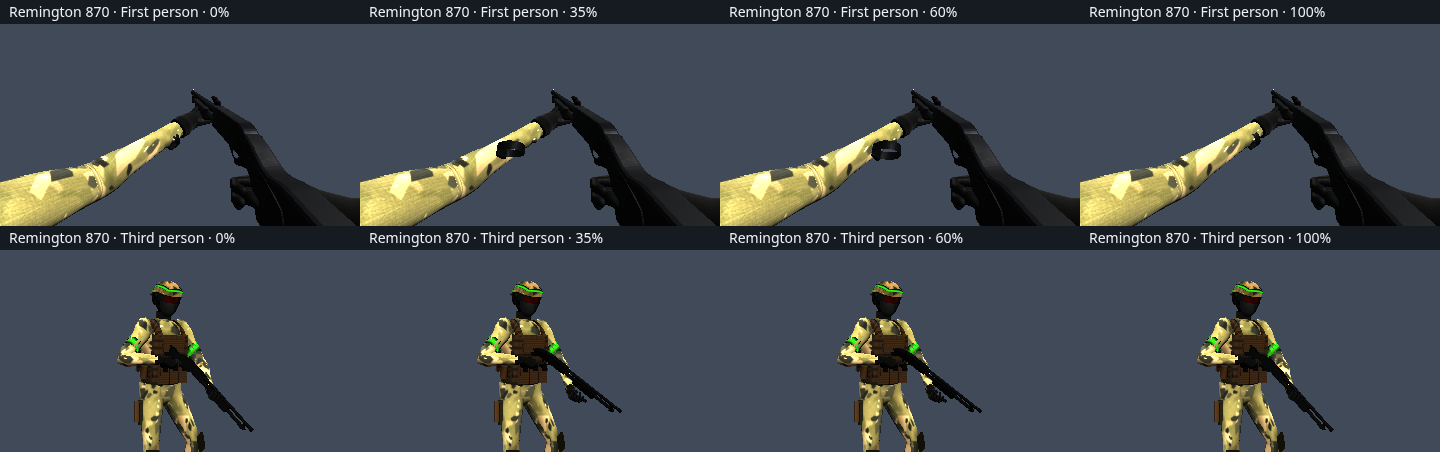 Remington 870 · First person · 0%
Remington 870 · First person · 35%
Remington 870 · First person · 60%
Remington 870 · First person · 100%
Remington 870 · Third person · 0%
Remington 870 · Third person · 35%
Remington 870 · Third person · 60%
Remington 870 · Third person · 100%